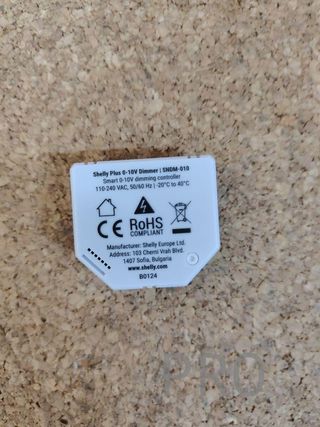 Shelly Plus 0-10V Dimmer | SNDM-010
Smart 0-10V dimming controller
110-240 VAC, 50/60 Hz | -20°C to 40°C
CE RoHS
COMPLIANT
Manufacturer: Shelly Europe Ltd.
Address: 103 Cherni Vrah Blvd.
1407 Sofia, Bulgaria
www.shelly.com
B0124
PRO